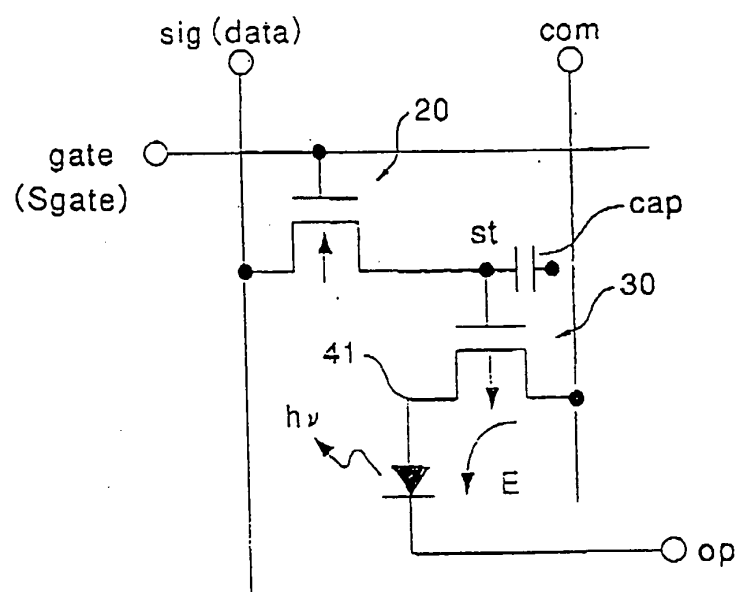 sig (data)
com
20
gate
(Sgate)
cap
st
30
41
hν
E
op